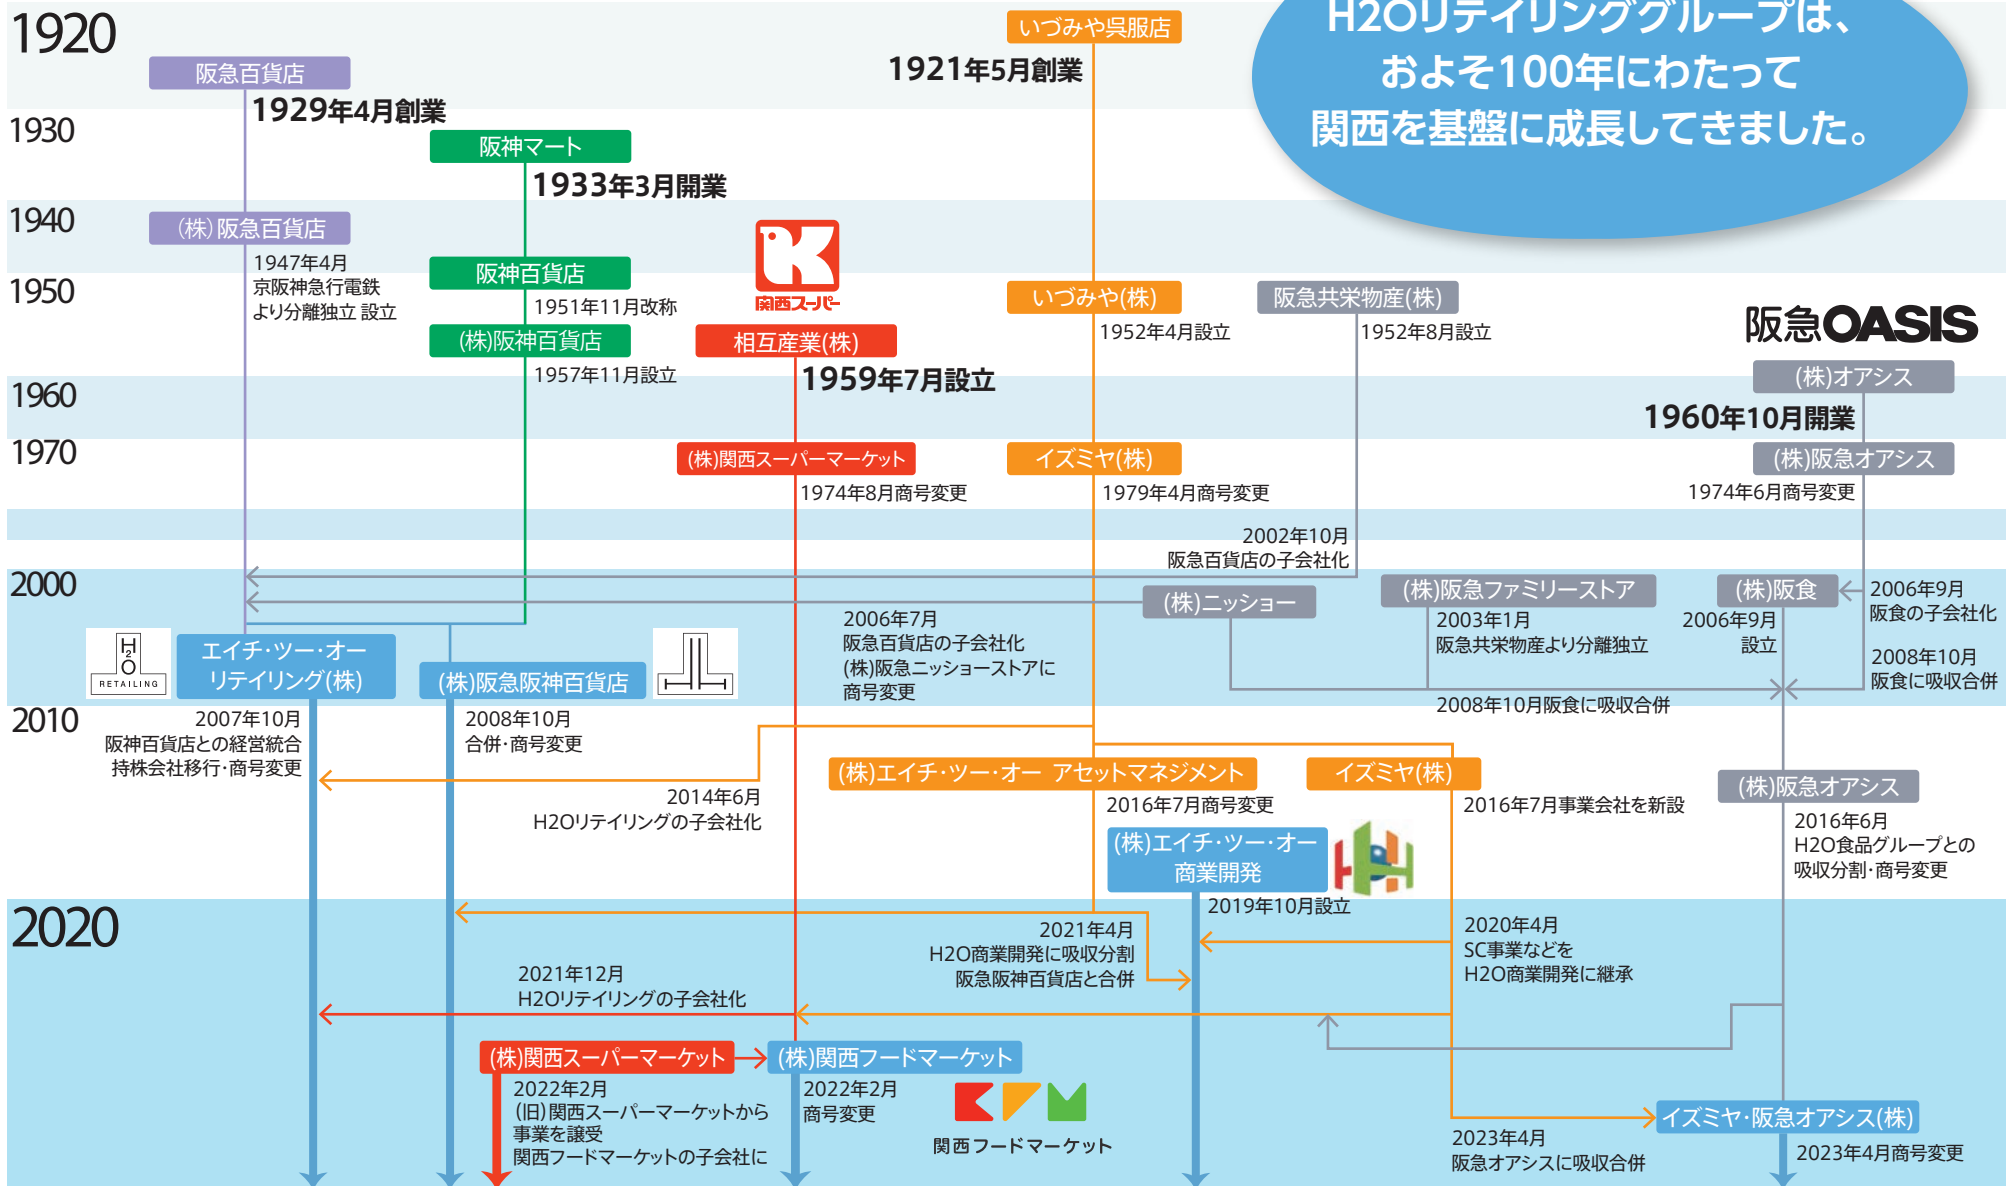 H2Oリテイリンググループは、
およそ100年にわたって
関西を基盤に成長してきました。
1920
いづみや呉服店
1921年5月創業
阪急百貨店
1929年4月創業
1930
阪神マート
1933年3月開業
1940
(株)阪急百貨店
1947年4月
京阪神急行電鉄
より分離独立 設立
1950
阪神百貨店
1951年11月改称
(株)阪神百貨店
1957年11月設立
関西スーパー
相互産業(株)
1959年7月設立
いづみや(株)
1952年4月設立
阪急共栄物産(株)
1952年8月設立
阪急OASIS
(株)オアシス
1960年10月開業
1960
1970
(株)関西スーパーマーケット
1974年8月商号変更
イズミヤ(株)
1979年4月商号変更
(株)阪急オアシス
1974年6月商号変更
2002年10月
阪急百貨店の子会社化
2000
(株)ニッショー
2006年7月
阪急百貨店の子会社化
(株)阪急ニッショーストアに
商号変更
(株)阪急ファミリーストア
2003年1月
阪急共栄物産より分離独立
(株)阪食
2006年9月
設立
2006年9月
阪食の子会社化
2008年10月
阪食に吸収合併
2008年10月阪食に吸収合併
H2O
RETAILING
エイチ・ツー・オー
リテイリング(株)
2007年10月
阪神百貨店との経営統合
持株会社移行・商号変更
(株)阪急阪神百貨店
2008年10月
合併・商号変更
2010
2014年6月
H2Oリテイリングの子会社化
(株)エイチ・ツー・オー アセットマネジメント
2016年7月商号変更
イズミヤ(株)
2016年7月事業会社を新設
(株)阪急オアシス
2016年6月
H2O食品グループとの
吸収分割・商号変更
(株)エイチ・ツー・オー
商業開発
2019年10月設立
2020
2021年4月
H2O商業開発に吸収分割
阪急阪神百貨店と合併
2020年4月
SC事業などを
H2O商業開発に継承
2021年12月
H2Oリテイリングの子会社化
(株)関西スーパーマーケット
2022年2月
(旧)関西スーパーマーケットから
事業を譲受
関西フードマーケットの子会社に
(株)関西フードマーケット
2022年2月
商号変更
関西フードマーケット
2023年4月
阪急オアシスに吸収合併
イズミヤ・阪急オアシス(株)
2023年4月商号変更